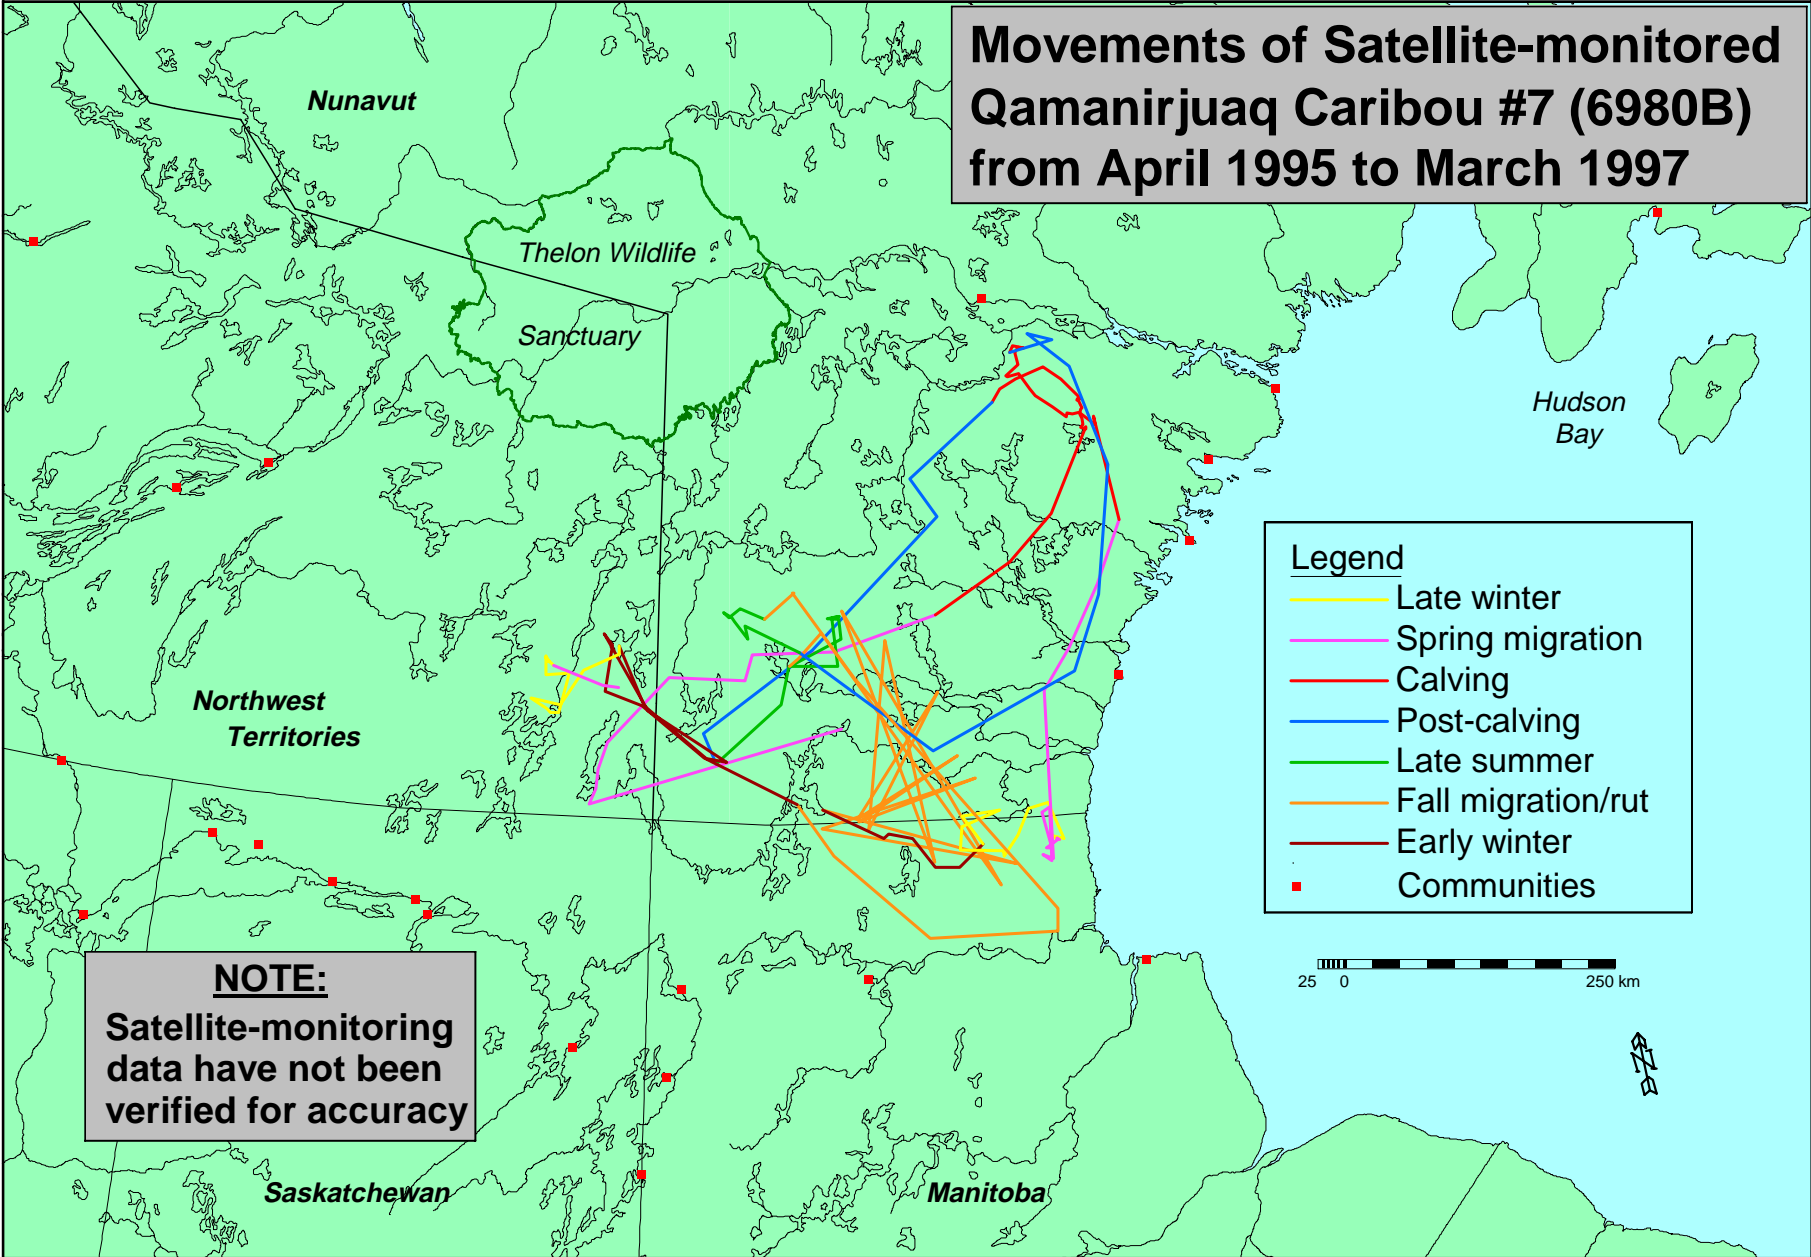 Movements of Satellite-monitored
Qamanirjuaq Caribou #7 (6980B)
from April 1995 to March 1997
Nunavut
Thelon Wildlife
Sanctuary
Hudson
Bay
Legend
Late winter
Spring migration
Calving
Post-calving
Late summer
Fall migration/rut
Early winter
Communities
Northwest
Territories
25 0 250 km
N
NOTE:
Satellite-monitoring
data have not been
verified for accuracy
Saskatchewan
Manitoba